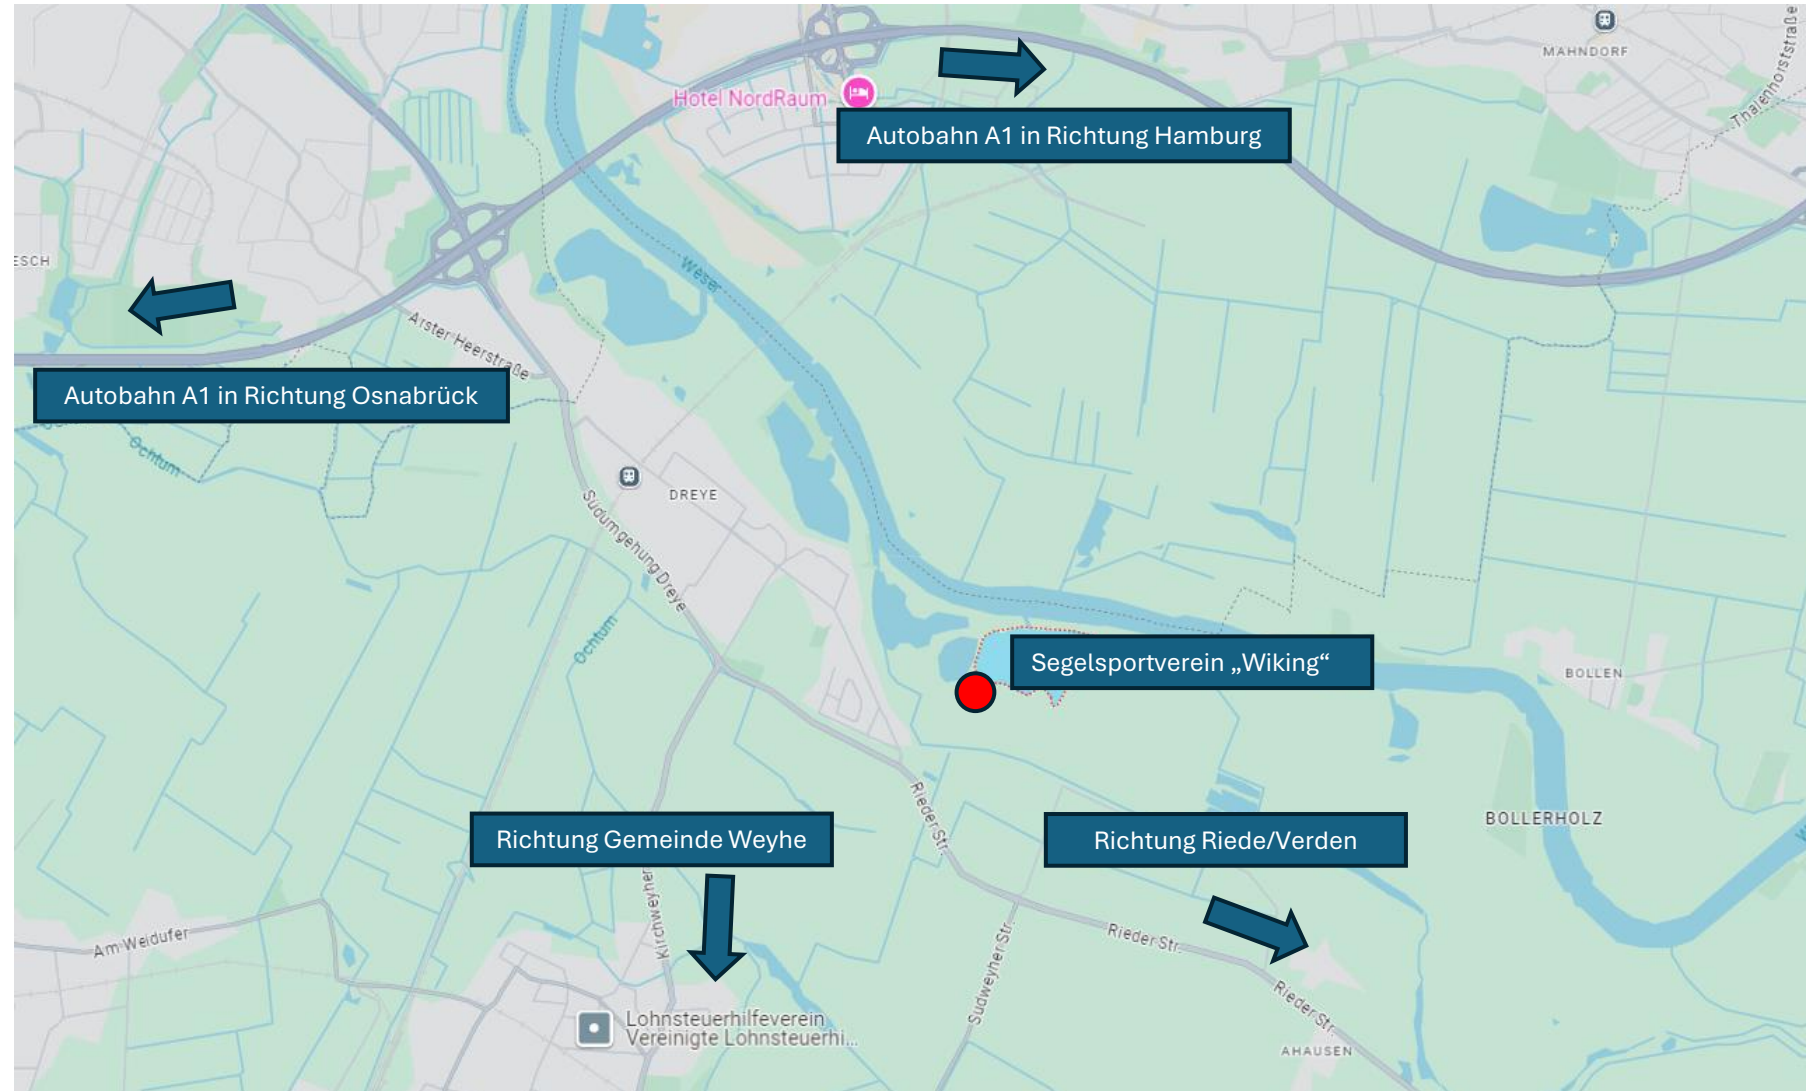 MAHNDORF
Thalenhorststraße
Hotel NordRaum
Autobahn A1 in Richtung Hamburg
ESCH
Weser
Arster Heerstraße
Autobahn A1 in Richtung Osnabrück
Ochtum
DREYE
Südumgehung Dreye
Ochtum
Segelsportverein „Wiking“
BOLLEN
Rieder Str.
BOLLERHOLZ
Richtung Gemeinde Weyhe
Richtung Riede/Verden
Kirchweyher
Am Weidufer
Sudweyher Str.
Rieder Str.
Rieder Str.
Lohnsteuerhilfeverein
Vereinigte Lohnsteuerhi...
AHAUSEN